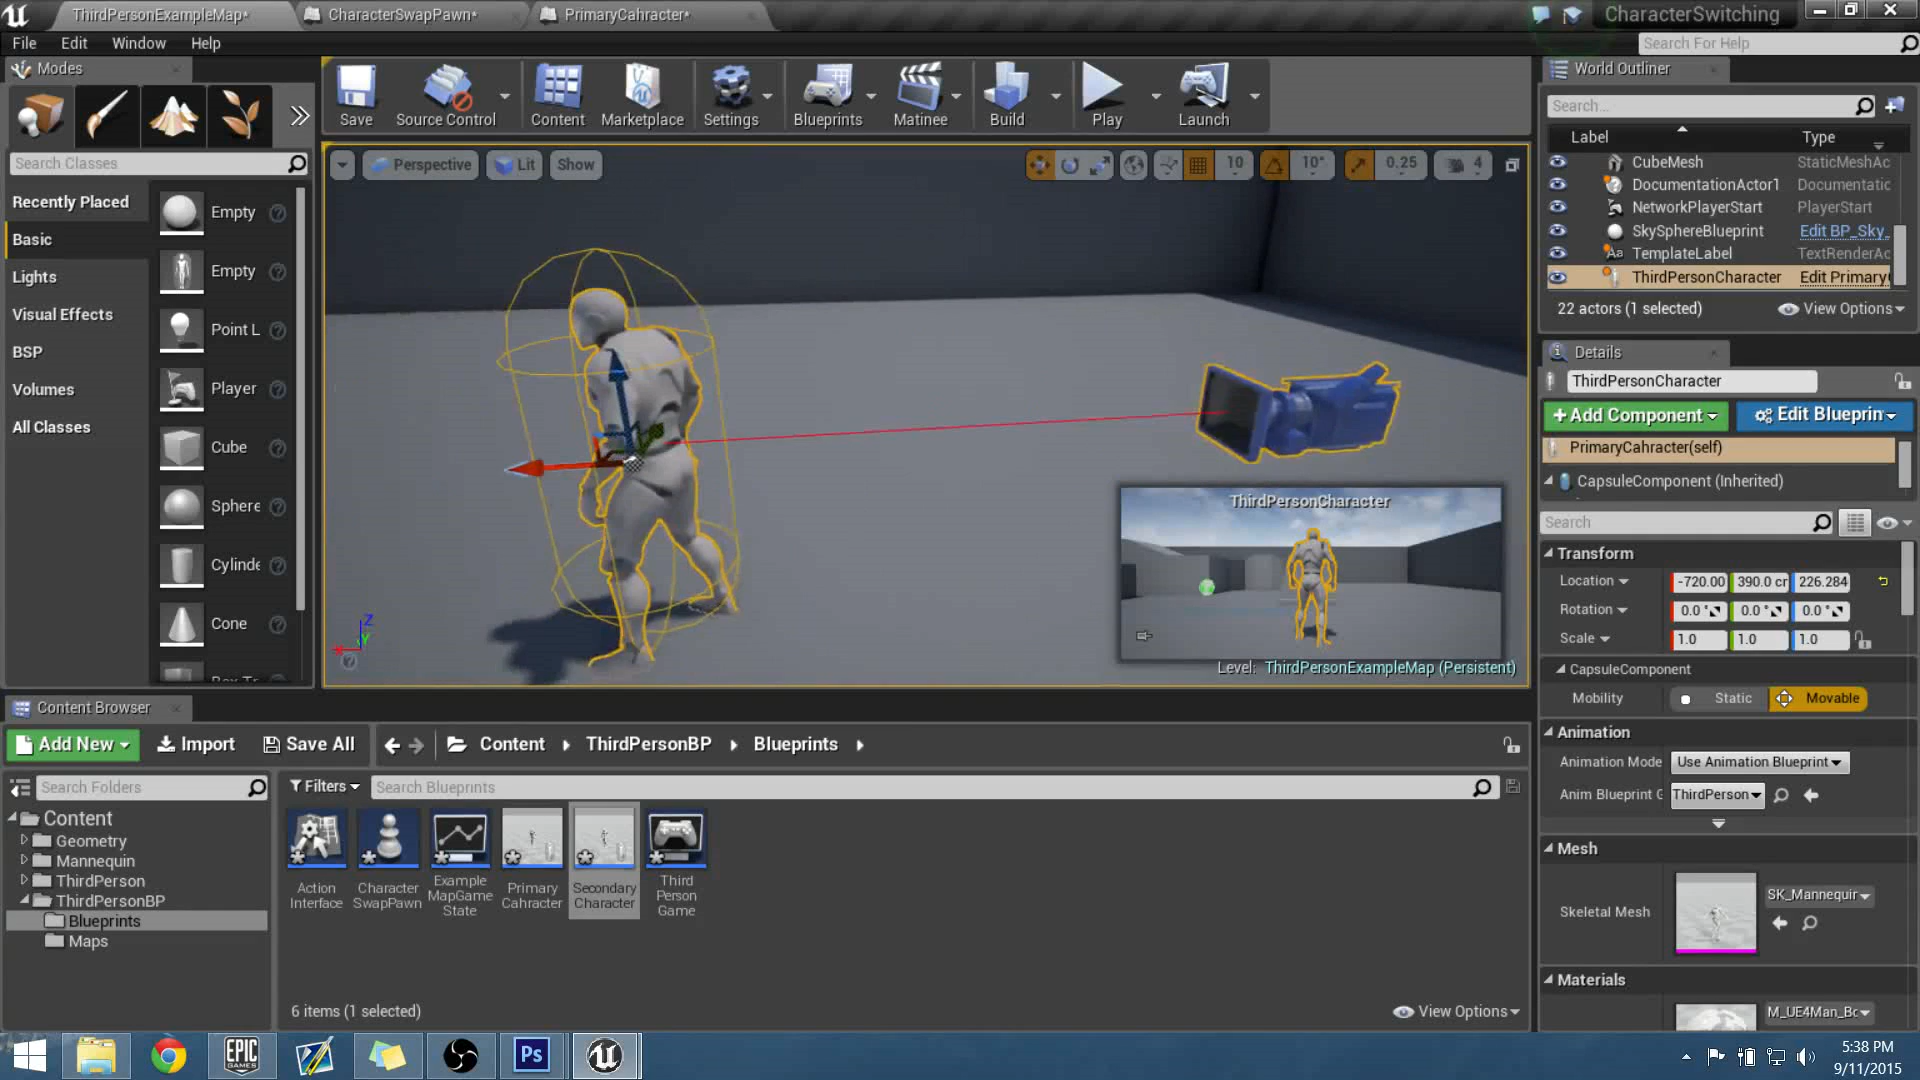 ThirdPersonExampleMap*
CharacterSwapPawn*
PrimaryCahracter*
CharacterSwitching
File Edit Window Help
Search For Help
Modes
Save
Source Control
Content
Marketplace
Settings
Blueprints
Matinee
Build
Play
Launch
Search Classes
Recently Placed
Basic
Lights
Visual Effects
BSP
Volumes
All Classes
Empty
Empty
Point L
Player
Cube
Sphere
Cylinde
Cone
Perspective
Lit
Show
10
10°
0.25
4
ThirdPersonCharacter
Level: ThirdPersonExampleMap (Persistent)
Z
Y
World Outliner
Search...
Label Type
CubeMesh StaticMeshAc
DocumentationActor1 Documentatic
NetworkPlayerStart PlayerStart
SkySphereBlueprint Edit BP_Sky_
TemplateLabel TextRenderAc
ThirdPersonCharacter Edit Primary
22 actors (1 selected)
View Options
Details
ThirdPersonCharacter
+Add Component
Edit Blueprin
PrimaryCahracter(self)
CapsuleComponent (Inherited)
Search
Transform
Location -720.00 390.0 cr 226.284
Rotation 0.0 ° 0.0 ° 0.0 °
Scale 1.0 1.0 1.0
CapsuleComponent
Mobility Static Movable
Animation
Animation Mode Use Animation Blueprint
Anim Blueprint G ThirdPerson
Mesh
Skeletal Mesh
SK_Mannequir
Materials
M_UE4Man_Bc
Content Browser
Add New
Import
Save All
Content
ThirdPersonBP
Blueprints
Search Folders
Filters
Search Blueprints
Content
Geometry
Mannequin
ThirdPerson
ThirdPersonBP
Blueprints
Maps
Action
Interface
Character
SwapPawn
Example
MapGame
State
Primary
Cahracter
Secondary
Character
Third
Person
Game
6 items (1 selected)
View Options
EPIC
GAMES
Ps
5:38 PM
9/11/2015